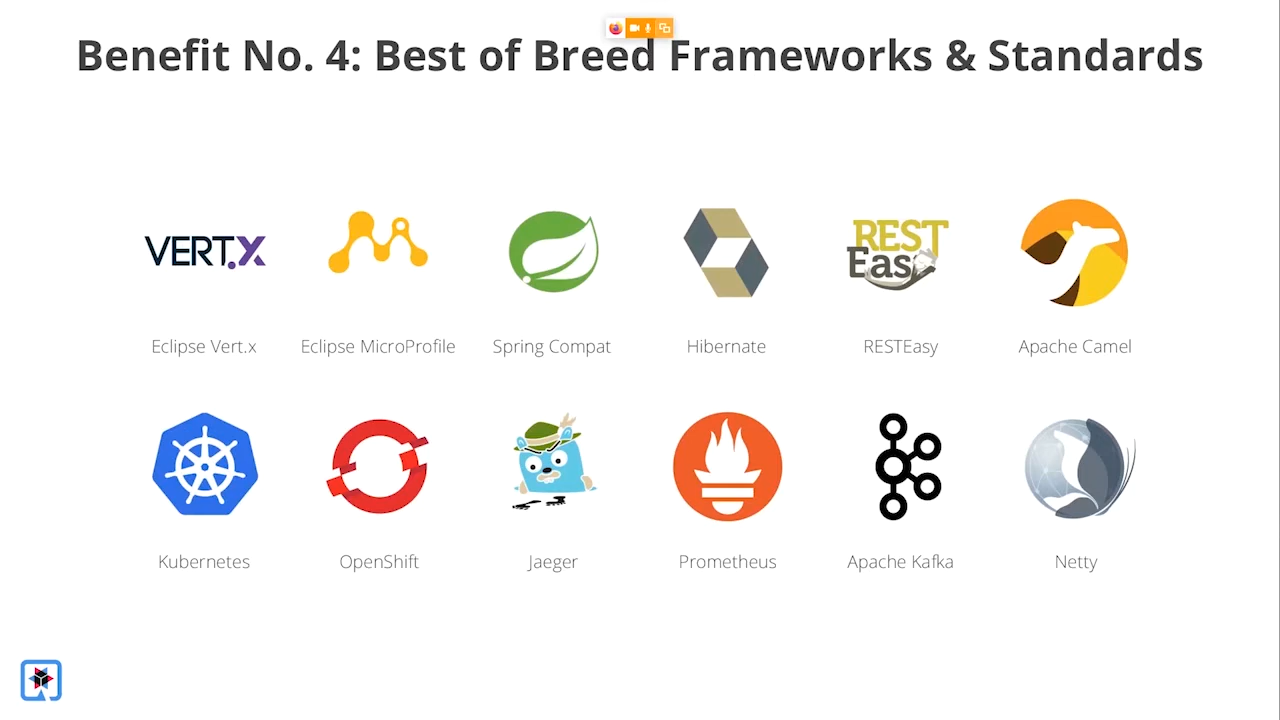 Benefit No. 4: Best of Breed Frameworks & Standards
VERT.X
REST
Easy
Eclipse Vert.x
Eclipse MicroProfile
Spring Compat
Hibernate
RESTEasy
Apache Camel
Kubernetes
OpenShift
Jaeger
Prometheus
Apache Kafka
Netty